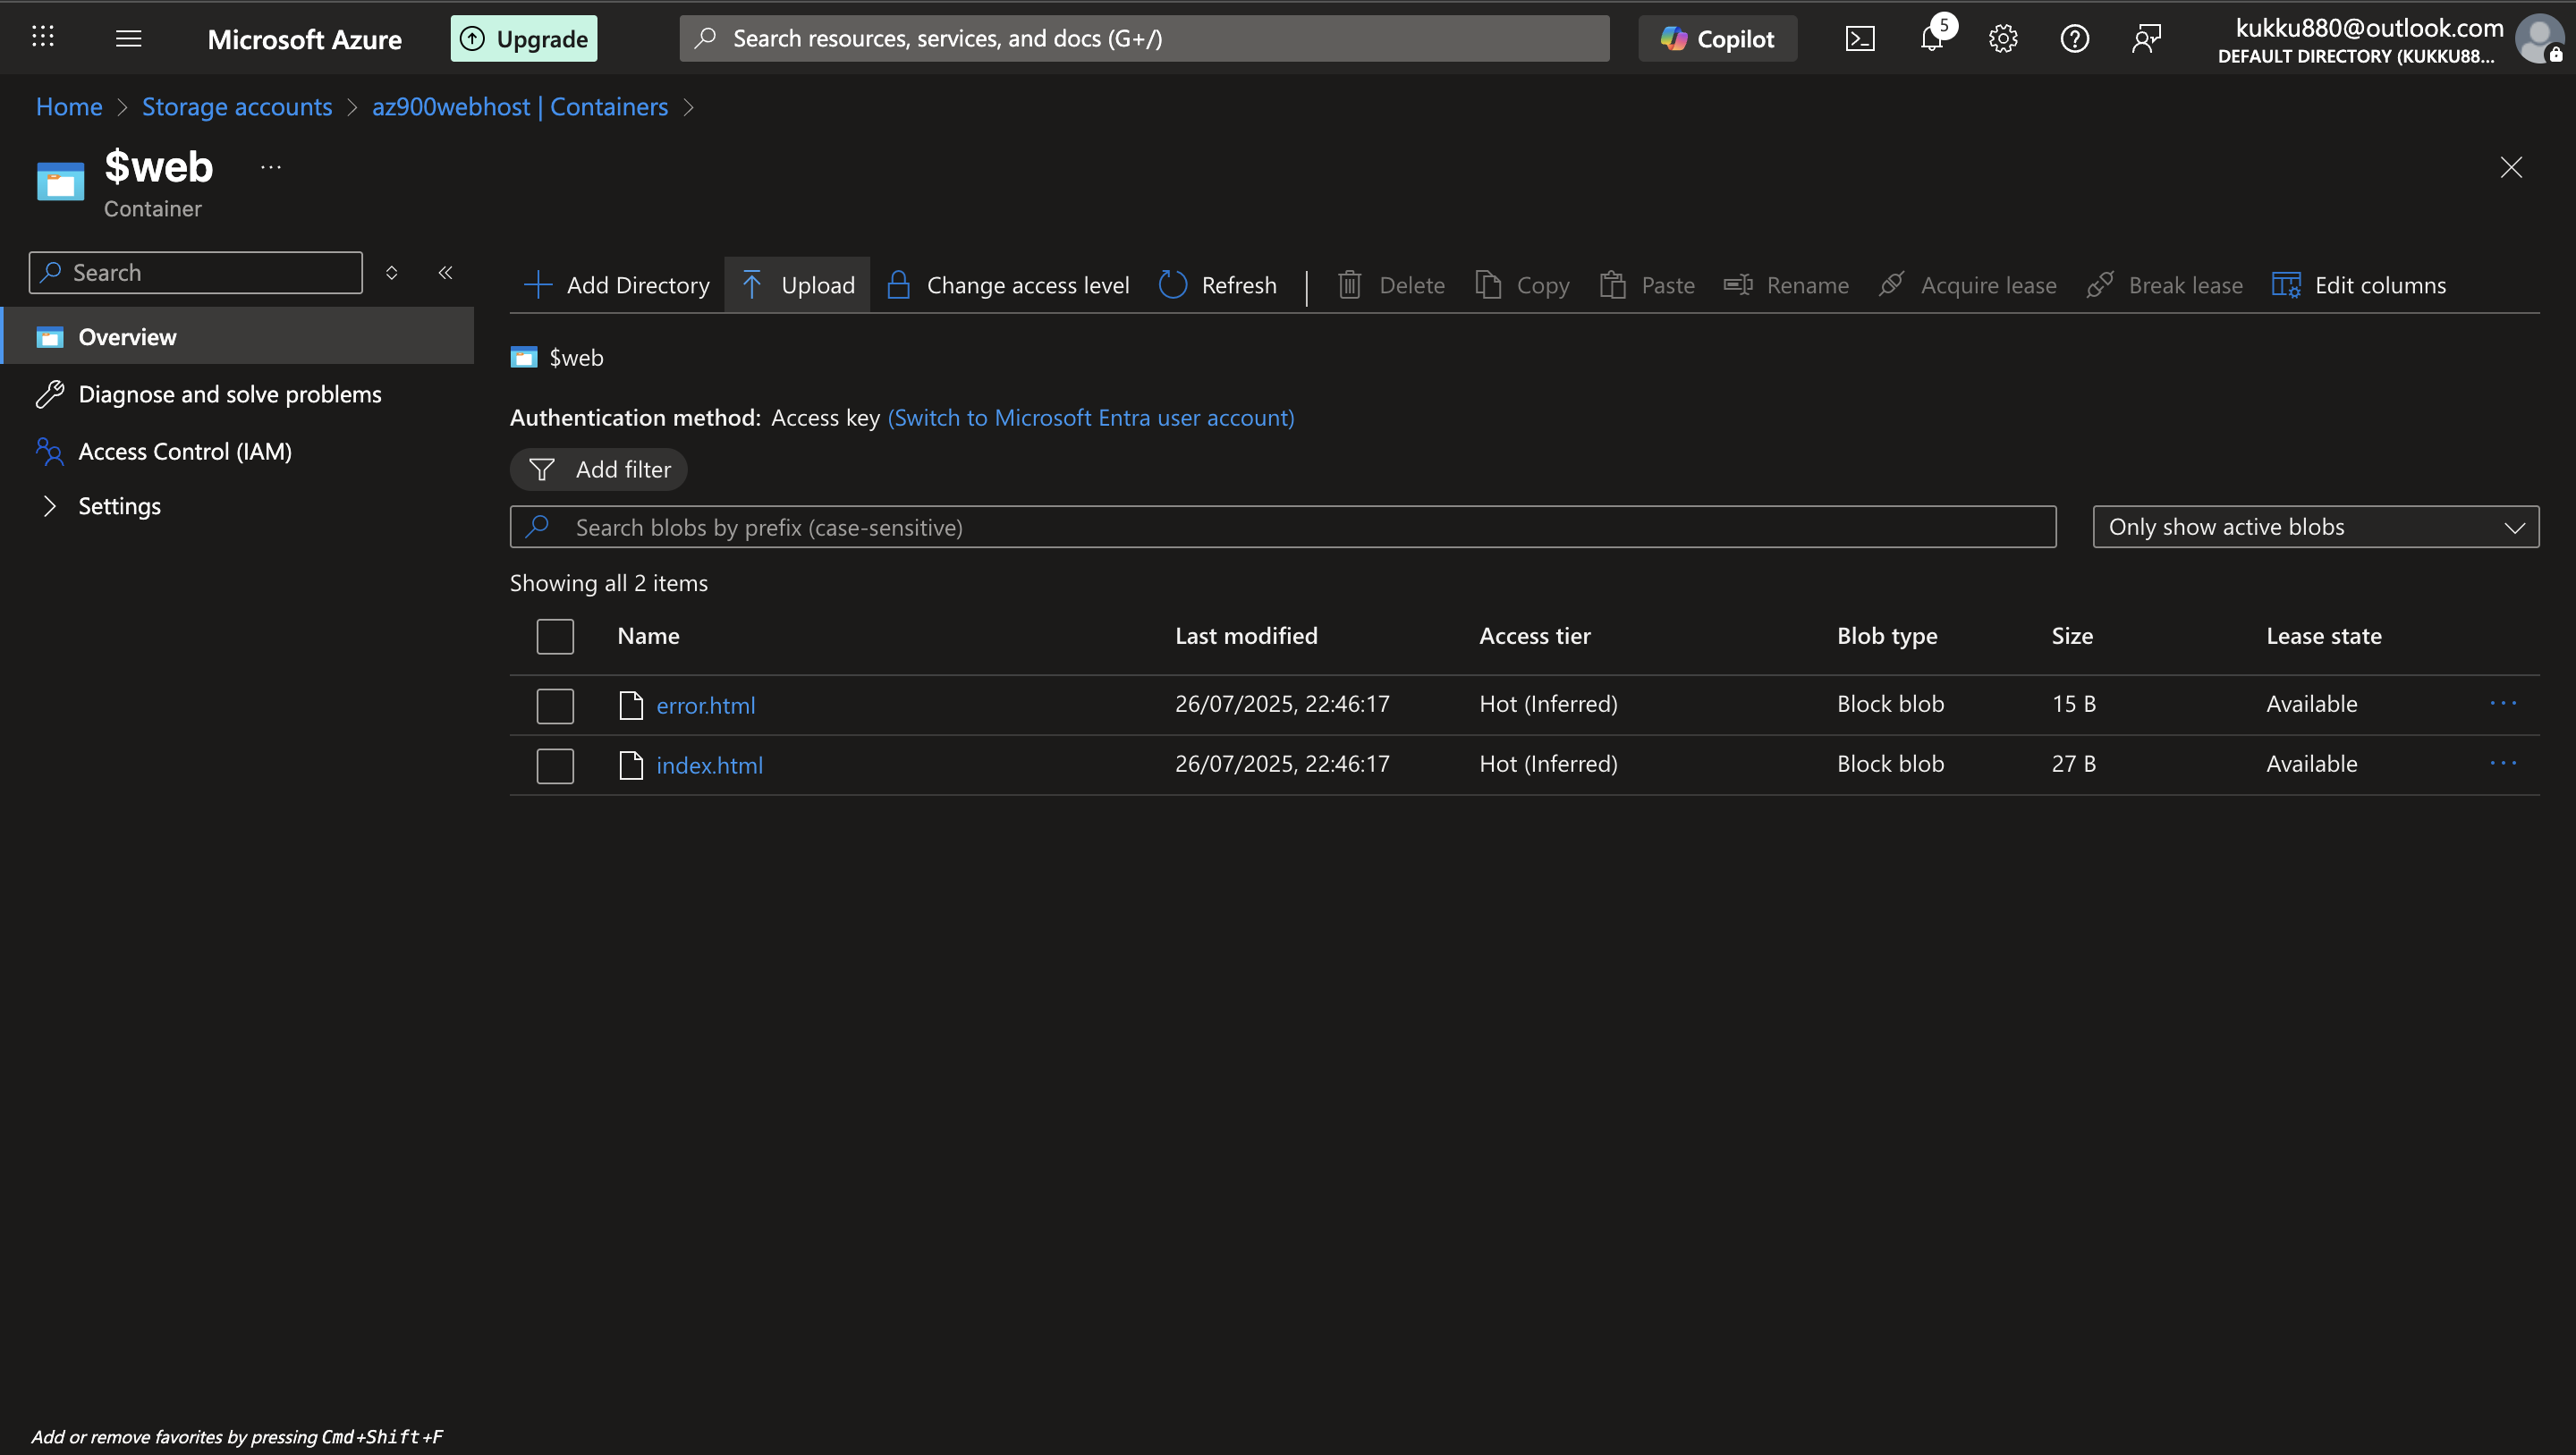 Microsoft Azure
Upgrade
Search resources, services, and docs (G+/)
Copilot
5
kukku880@outlook.com
DEFAULT DIRECTORY (KUKKU88...
Home > Storage accounts > az900webhost | Containers >
$web ...
Container
Search
Overview
Diagnose and solve problems
Access Control (IAM)
Settings
Add Directory Upload Change access level Refresh | Delete Copy Paste Rename Acquire lease Break lease Edit columns
$web
Authentication method: Access key (Switch to Microsoft Entra user account)
Add filter
Search blobs by prefix (case-sensitive)
Only show active blobs
Showing all 2 items
Name Last modified Access tier Blob type Size Lease state
error.html 26/07/2025, 22:46:17 Hot (Inferred) Block blob 15 B Available ...
index.html 26/07/2025, 22:46:17 Hot (Inferred) Block blob 27 B Available ...
Add or remove favorites by pressing Cmd+Shift+F